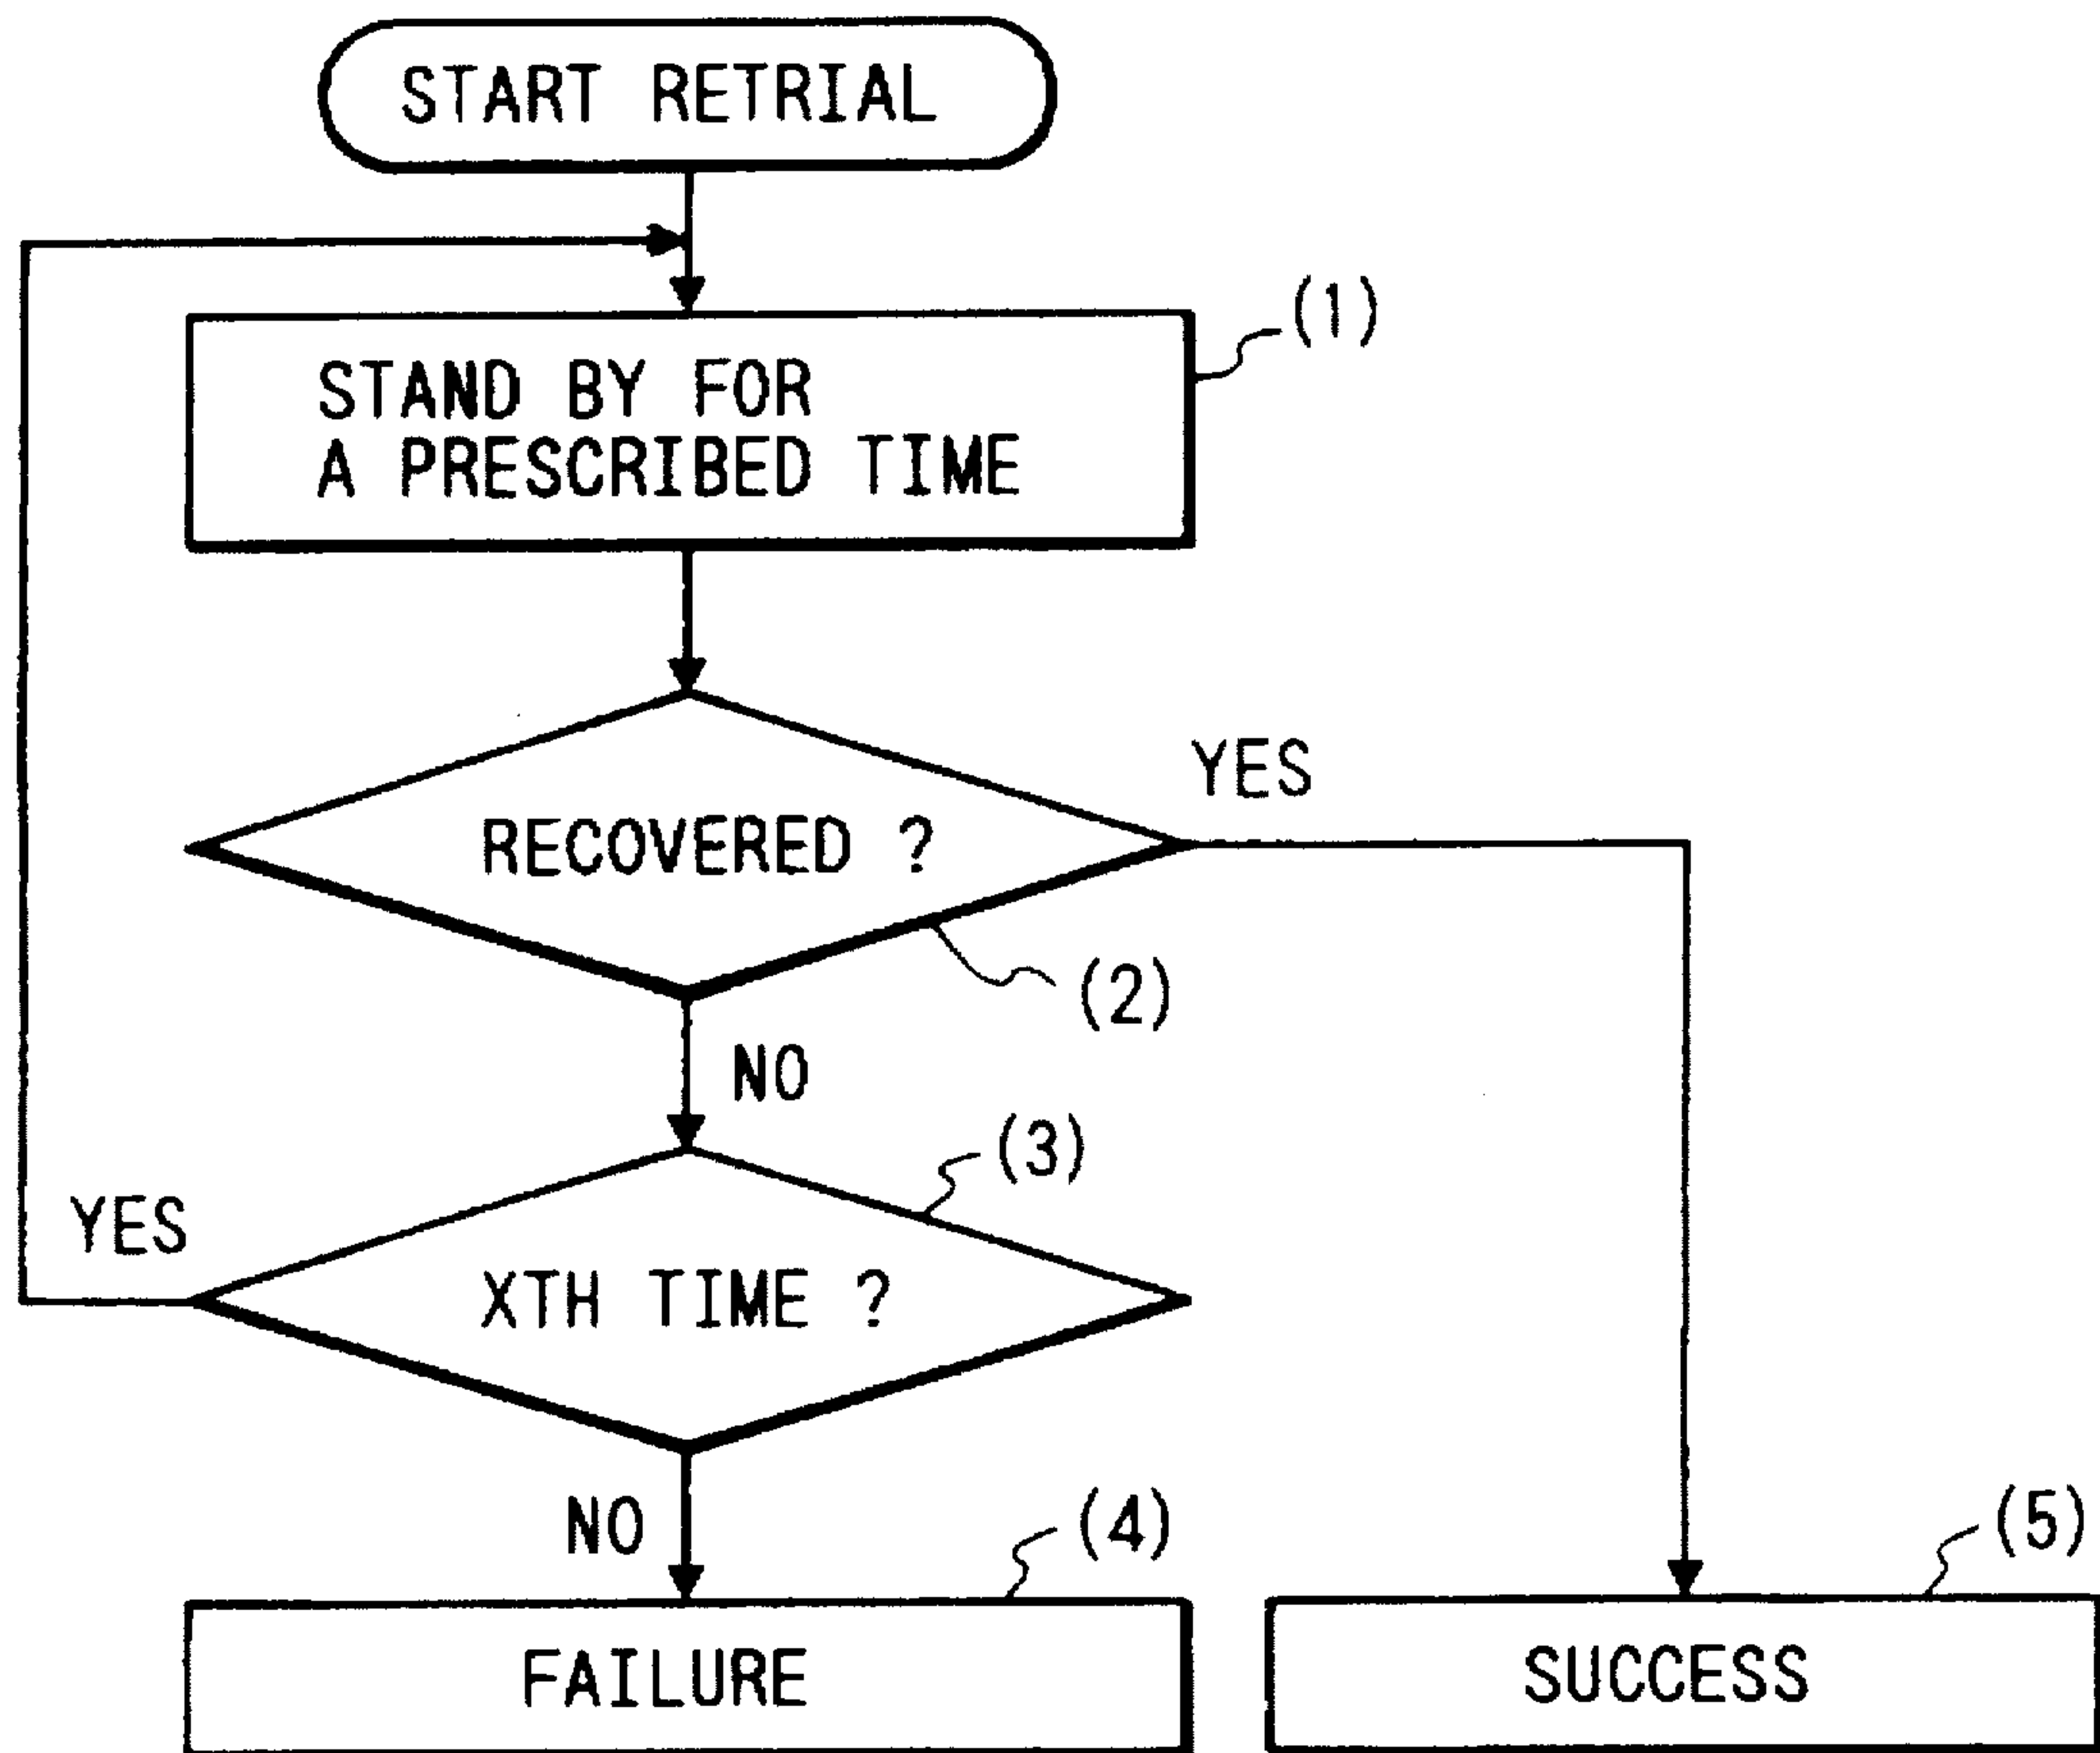 START RETRIAL
(1)
STAND BY FOR
A PRESCRIBED TIME
YES
RECOVERED ?
(2)
NO
(3)
YES
XTH TIME ?
NO
(4)
(5)
FAILURE
SUCCESS